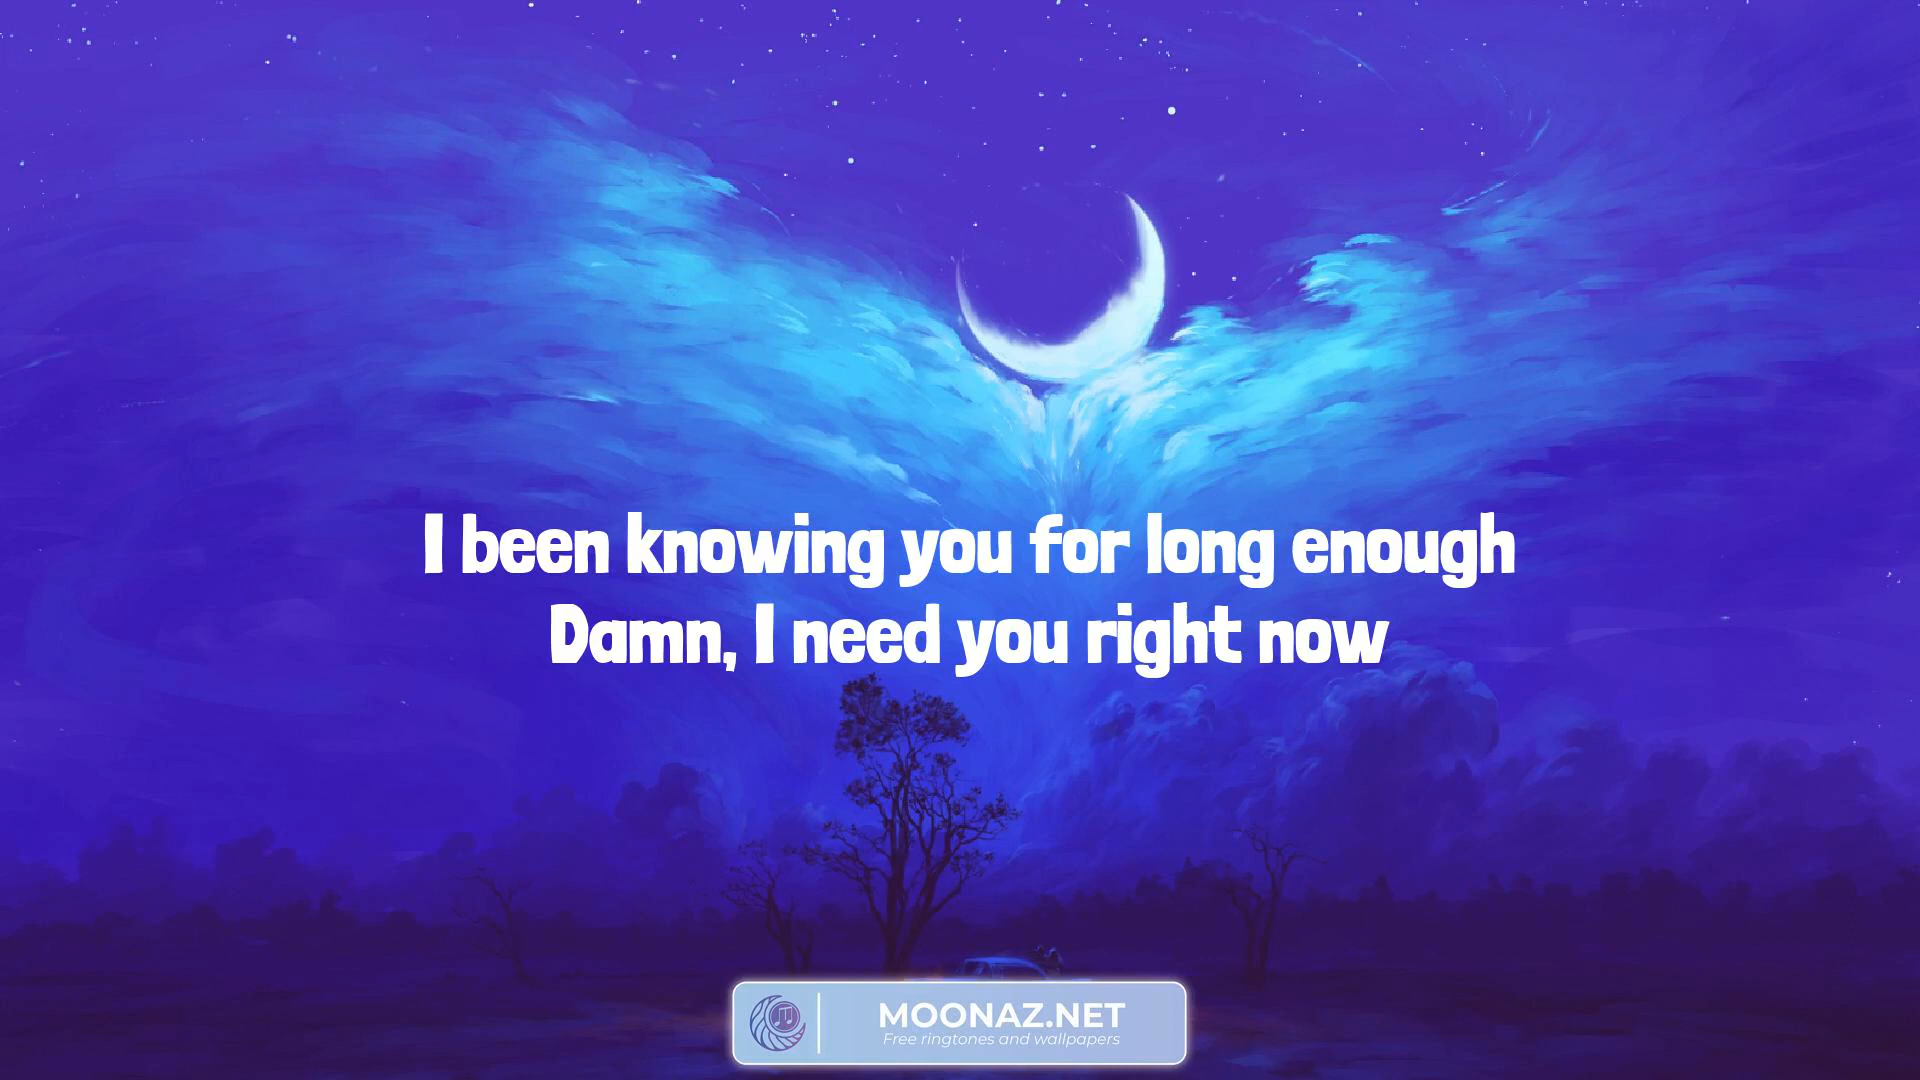 I been knowing you for long enough
Damn, I need you right now
MOONAZ.NET
Free ringtones and wallpapers